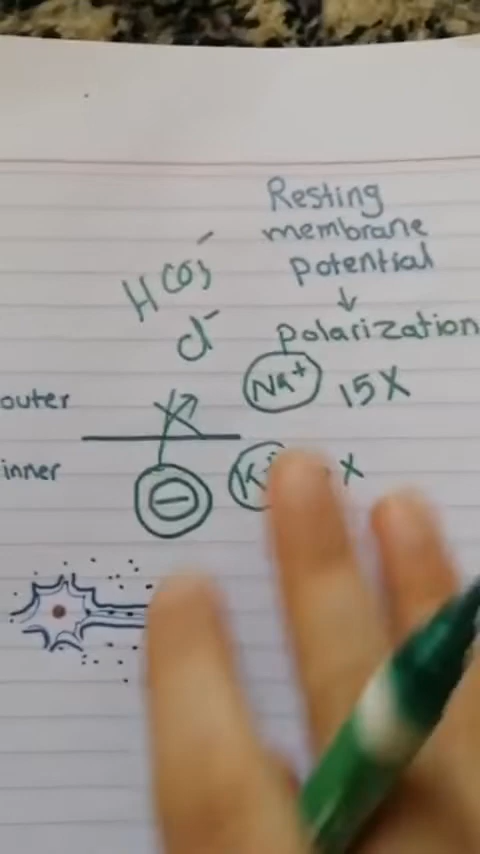 Resting
membrane
potential
↓
polarization
HCO3⁻
Cl⁻
outer
Na⁺ 15X
inner
K⁺ X